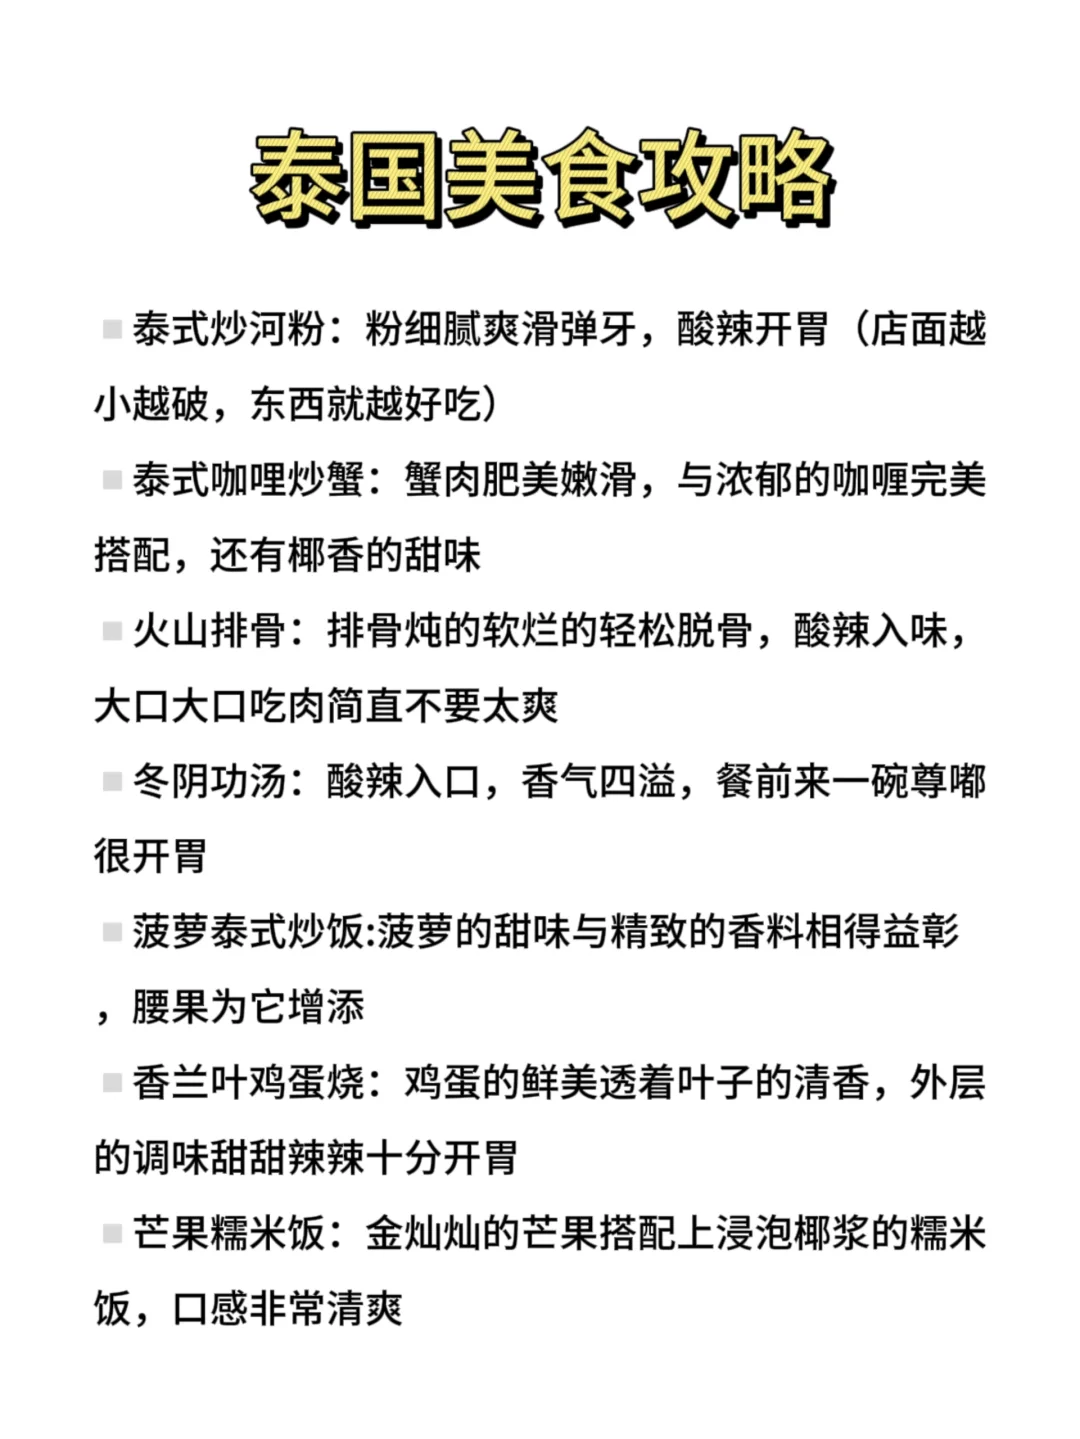 泰国美食攻略
泰式炒河粉：粉细腻爽滑弹牙，酸辣开胃（店面越
小越破，东西就越好吃）
泰式咖哩炒蟹：蟹肉肥美嫩滑，与浓郁的咖喱完美
搭配，还有椰香的甜味
火山排骨：排骨炖的软烂的轻松脱骨，酸辣入味，
大口大口吃肉简直不要太爽
冬阴功汤：酸辣入口，香气四溢，餐前来一碗尊嘟
很开胃
菠萝泰式炒饭:菠萝的甜味与精致的香料相得益彰
，腰果为它增添
香兰叶鸡蛋烧：鸡蛋的鲜美透着叶子的清香，外层
的调味甜甜辣辣十分开胃
芒果糯米饭：金灿灿的芒果搭配上浸泡椰浆的糯米
饭，口感非常清爽